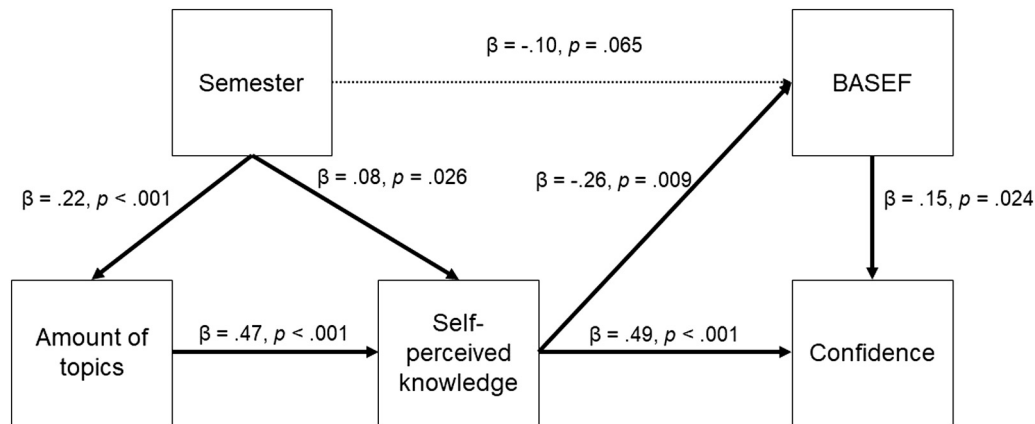 β = -.10, p = .065
Semester
BASEF
β = .08, p = .026
β = -.26, p = .009
β = .22, p < .001
β = .15, p = .024
β = .47, p < .001
β = .49, p < .001
Amount of
topics
Self-
perceived
knowledge
Confidence